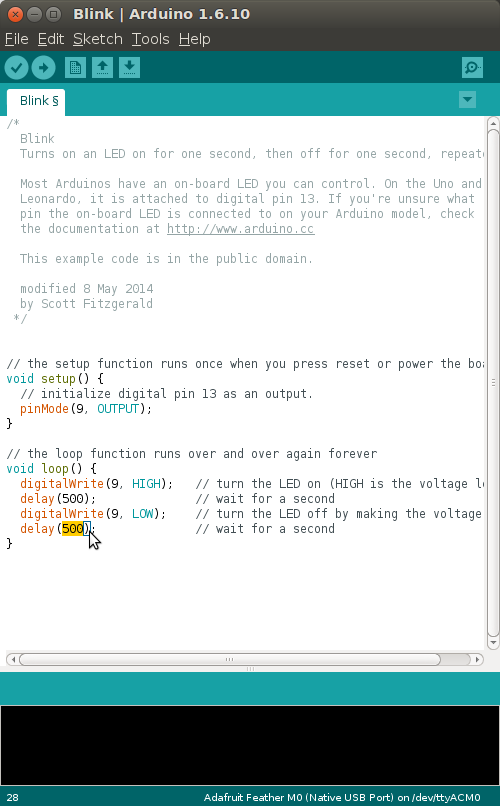 Blink | Arduino 1.6.10
File Edit Sketch Tools Help
Blink §
/*
  Blink
  Turns on an LED on for one second, then off for one second, repeate

  Most Arduinos have an on-board LED you can control. On the Uno and
  Leonardo, it is attached to digital pin 13. If you're unsure what
  pin the on-board LED is connected to on your Arduino model, check
  the documentation at http://www.arduino.cc

  This example code is in the public domain.

  modified 8 May 2014
  by Scott Fitzgerald
 */

// the setup function runs once when you press reset or power the boa
void setup() {
  // initialize digital pin 13 as an output.
  pinMode(9, OUTPUT);
}

// the loop function runs over and over again forever
void loop() {
  digitalWrite(9, HIGH);   // turn the LED on (HIGH is the voltage le
  delay(500);              // wait for a second
  digitalWrite(9, LOW);    // turn the LED off by making the voltage
  delay(500);              // wait for a second
}
28
Adafruit Feather M0 (Native USB Port) on /dev/ttyACM0